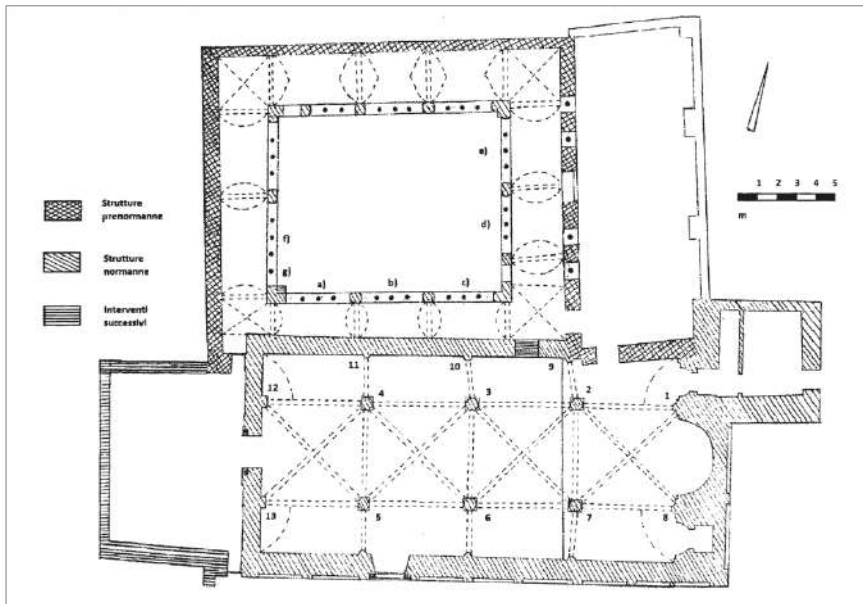 1 2 3 4 5
m
Strutture
prenormanne
Strutture
normanne
Interventi
successivi
e)
d)
f)
g)
a) b) c)
11 10 9
12 4 3 2 1
13 5 6 7 8